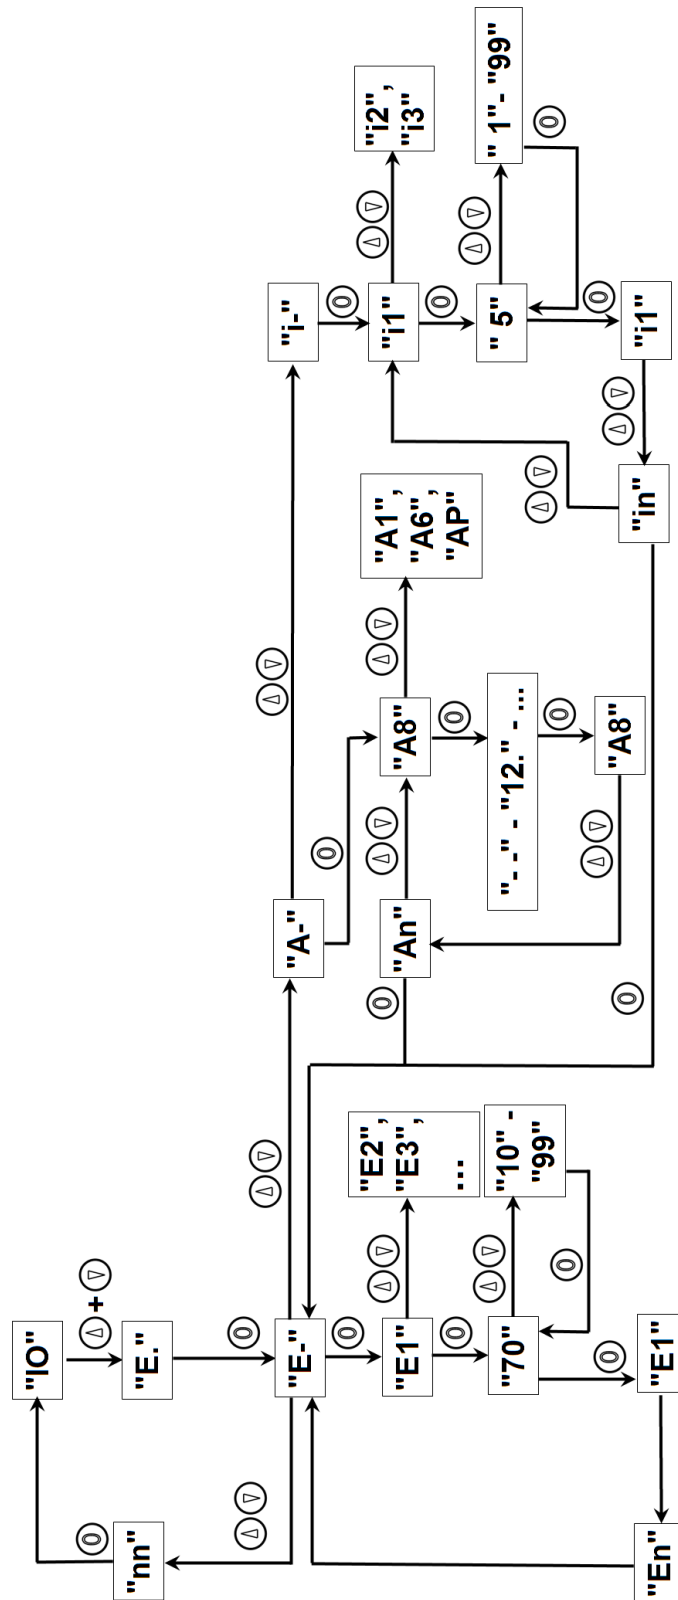 "IO"
+
"nn"
"E."
"E-"
"A-"
"i-"
"E1"
"E2",
"E3",
...
"An"
"A8"
"A1",
"A6",
"AP"
"i1"
"i2",
"i3"
"70"
"10" -
"99"
"- -" - "12." - ...
" 5"
" 1"- "99"
"En"
"E1"
"A8"
"in"
"i1"